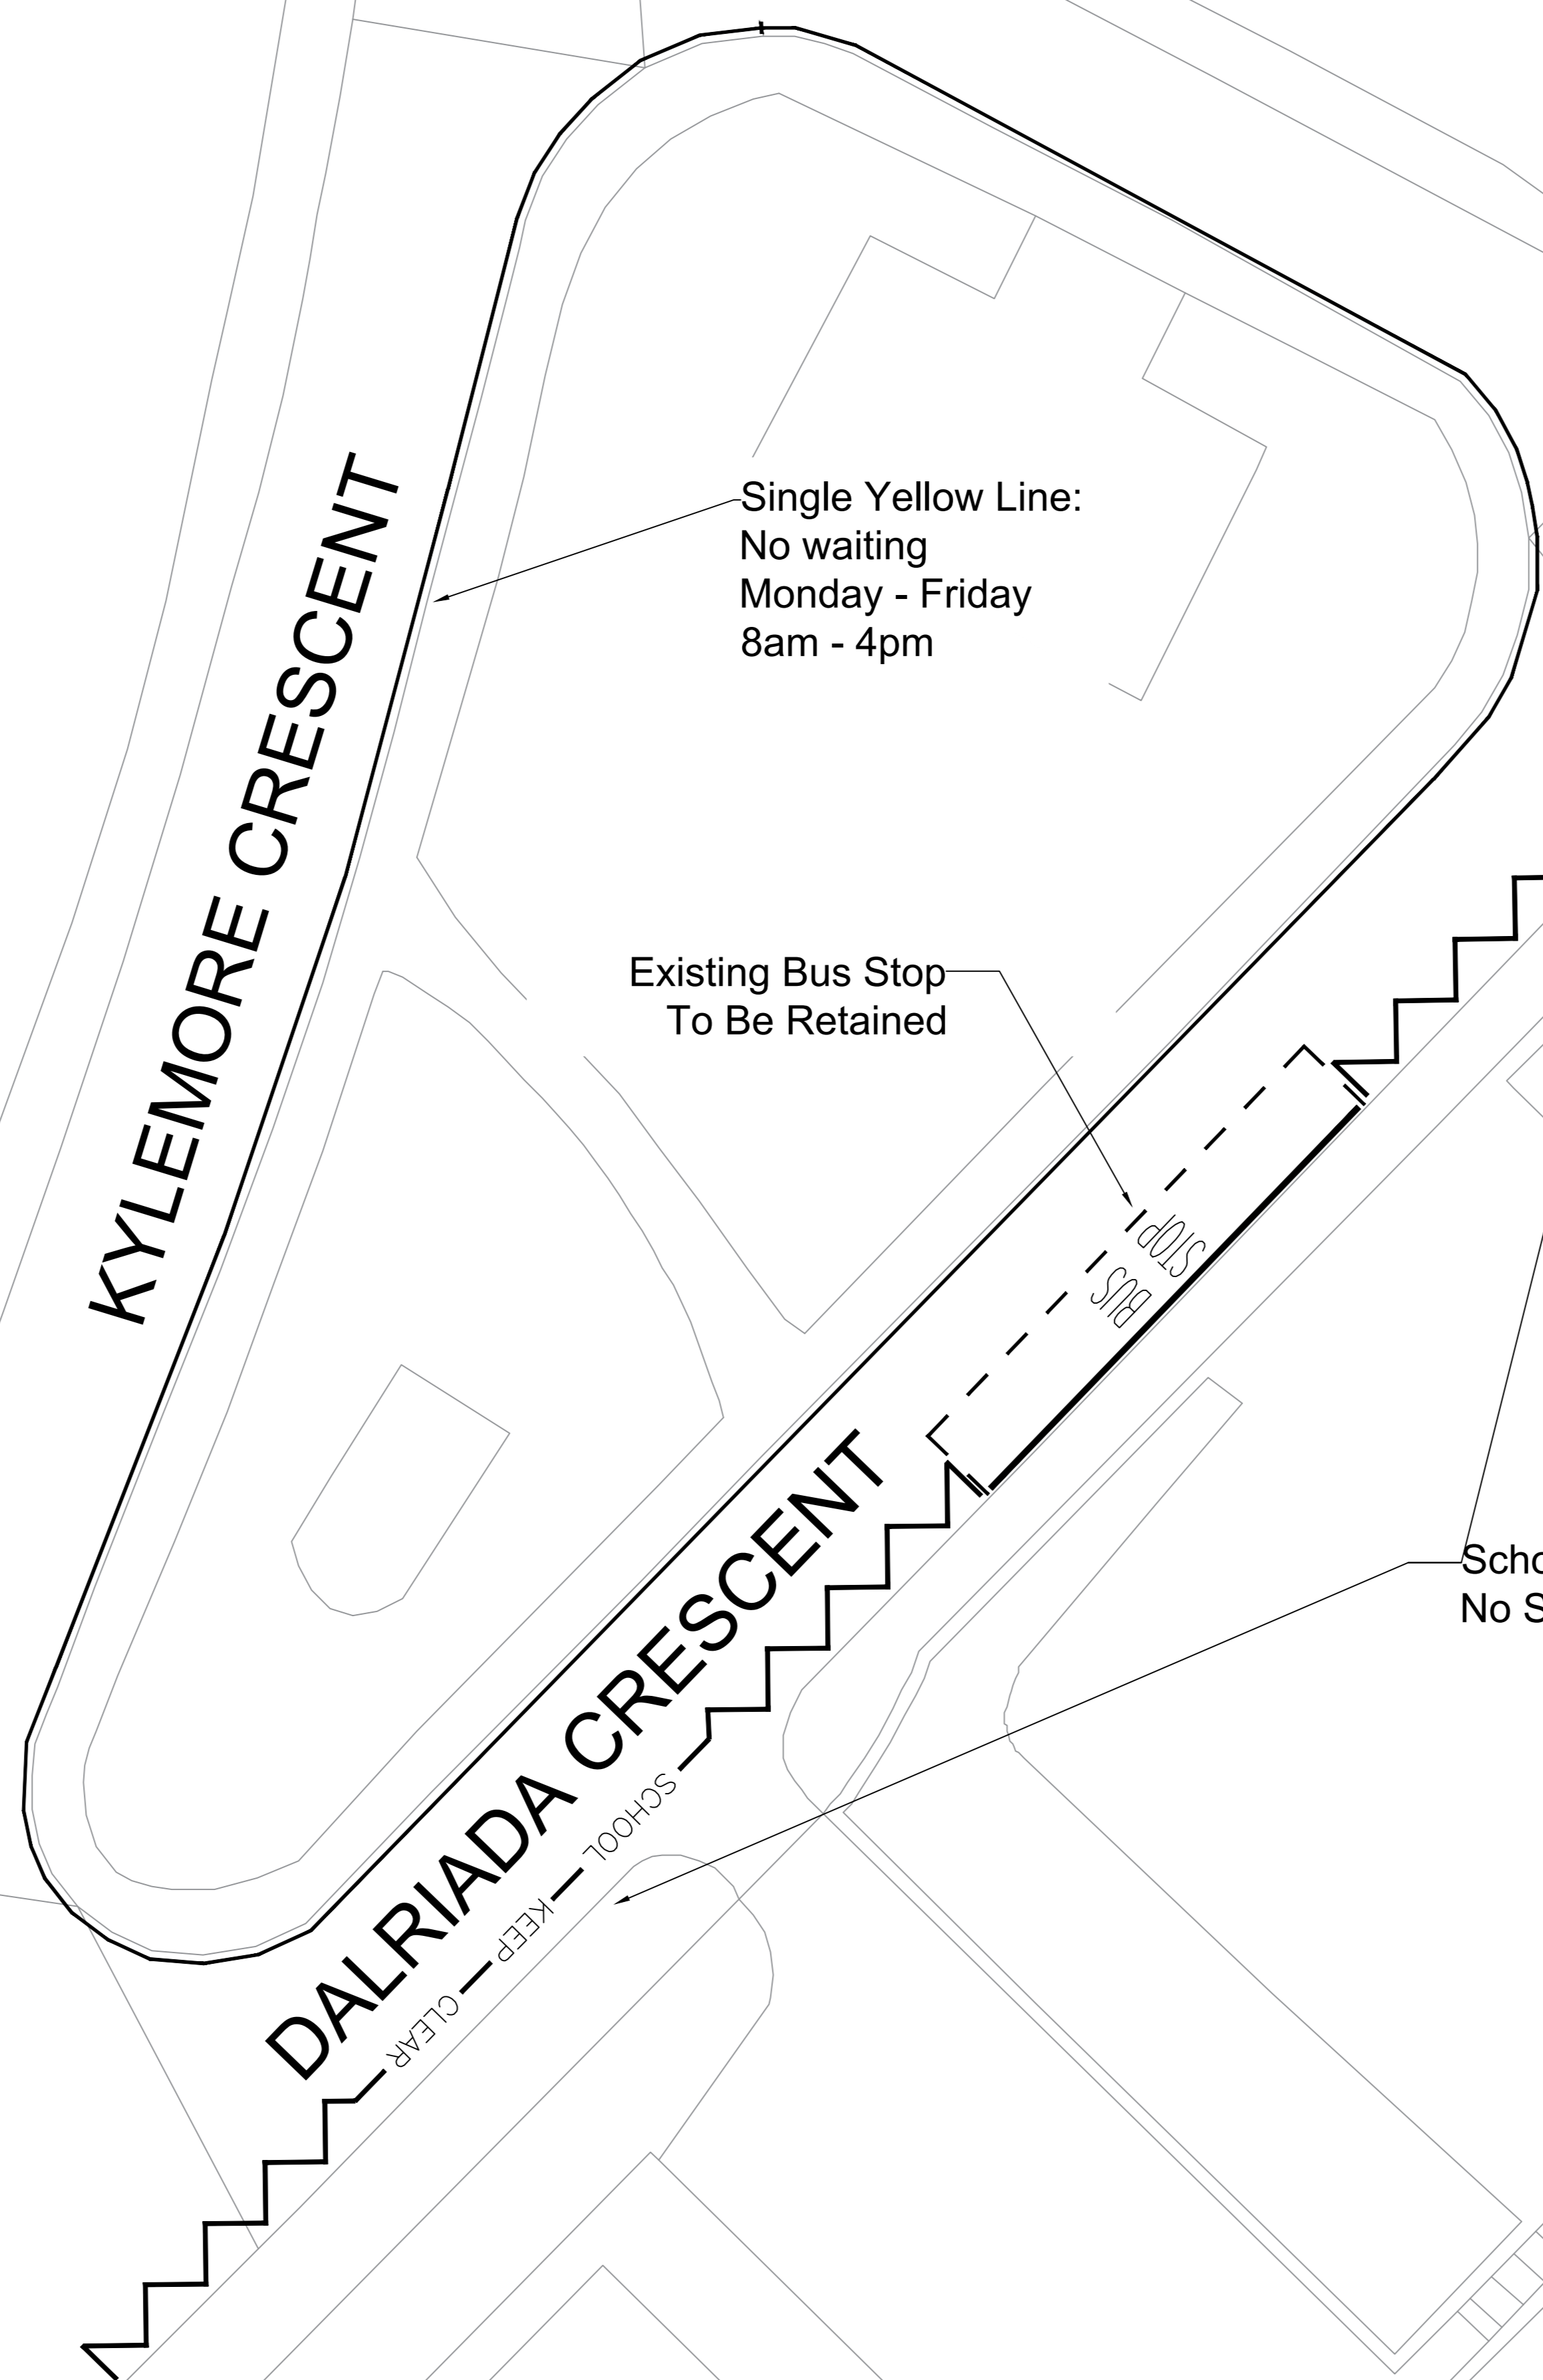 Single Yellow Line:
No waiting
Monday - Friday
8am - 4pm
KYLEMORE CRESCENT
Existing Bus Stop
To Be Retained
BUS
STOP
DALRIADA CRESCENT
No
SCHOOL
KEEP
CLEAR